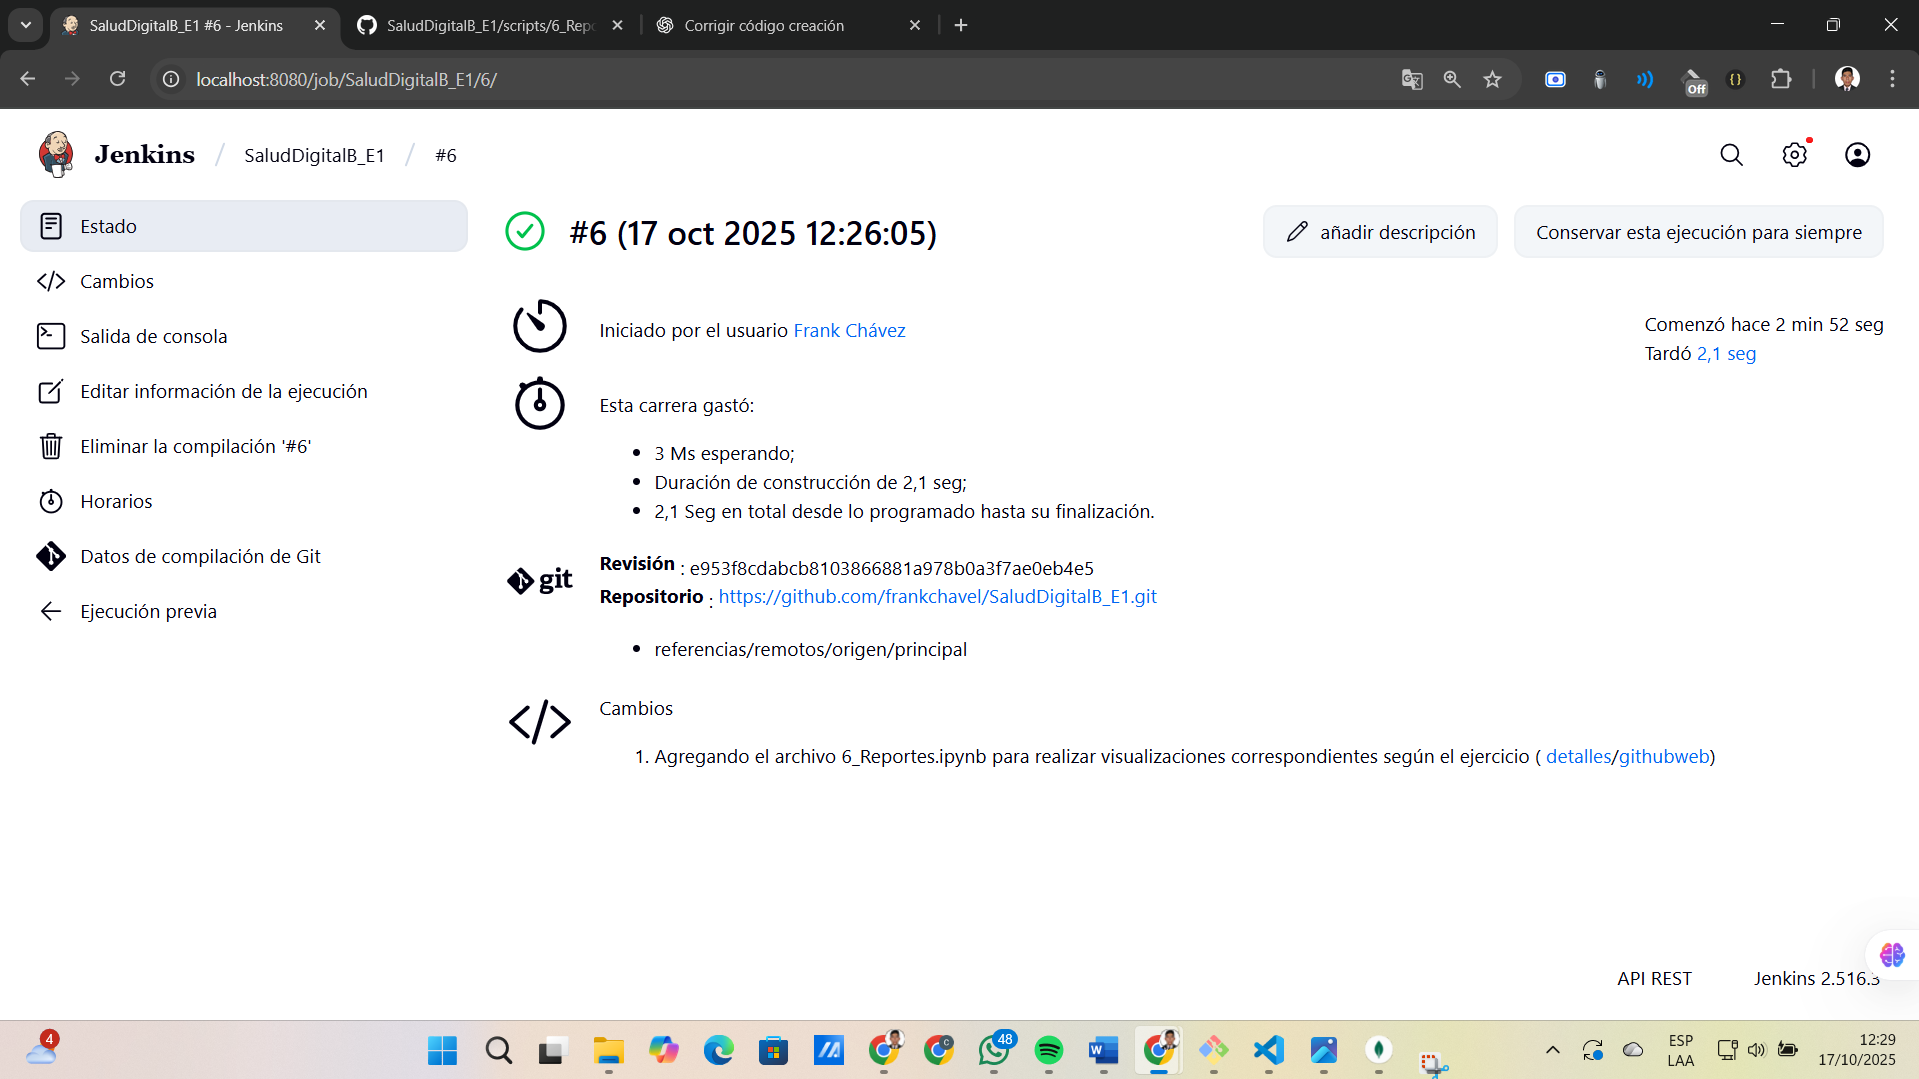 SaludDigitalB_E1 #6 - Jenkins
SaludDigitalB_E1/scripts/6_Repo
Corrigir código creación
localhost:8080/job/SaludDigitalB_E1/6/
Off
Jenkins / SaludDigitalB_E1 / #6
Estado
Cambios
Salida de consola
Editar información de la ejecución
Eliminar la compilación '#6'
Horarios
Datos de compilación de Git
Ejecución previa
#6 (17 oct 2025 12:26:05)
añadir descripción
Conservar esta ejecución para siempre
Iniciado por el usuario Frank Chávez
Comenzó hace 2 min 52 seg
Tardó 2,1 seg
Esta carrera gastó:
3 Ms esperando;
Duración de construcción de 2,1 seg;
2,1 Seg en total desde lo programado hasta su finalización.
git
Revisión : e953f8cdabcb8103866881a978b0a3f7ae0eb4e5
Repositorio : https://github.com/frankchavel/SaludDigitalB_E1.git
referencias/remotos/origen/principal
Cambios
1. Agregando el archivo 6_Reportes.ipynb para realizar visualizaciones correspondientes según el ejercicio ( detalles/githubweb)
API REST
Jenkins 2.516.3
4
C
48
ESP
LAA
12:29
17/10/2025